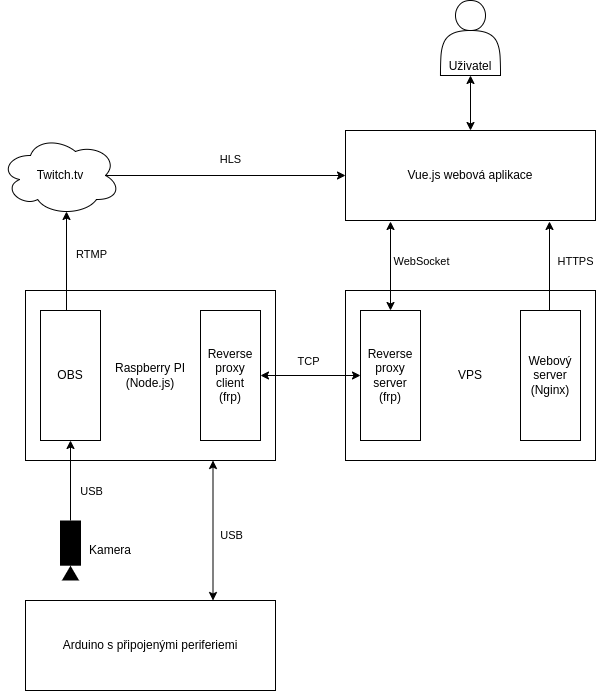 Uživatel
Twitch.tv
HLS
Vue.js webová aplikace
RTMP
WebSocket
HTTPS
OBS
Raspberry PI
(Node.js)
Reverse
proxy
client
(frp)
TCP
Reverse
proxy
server
(frp)
VPS
Webový
server
(Nginx)
USB
Kamera
USB
Arduino s připojenými periferiemi